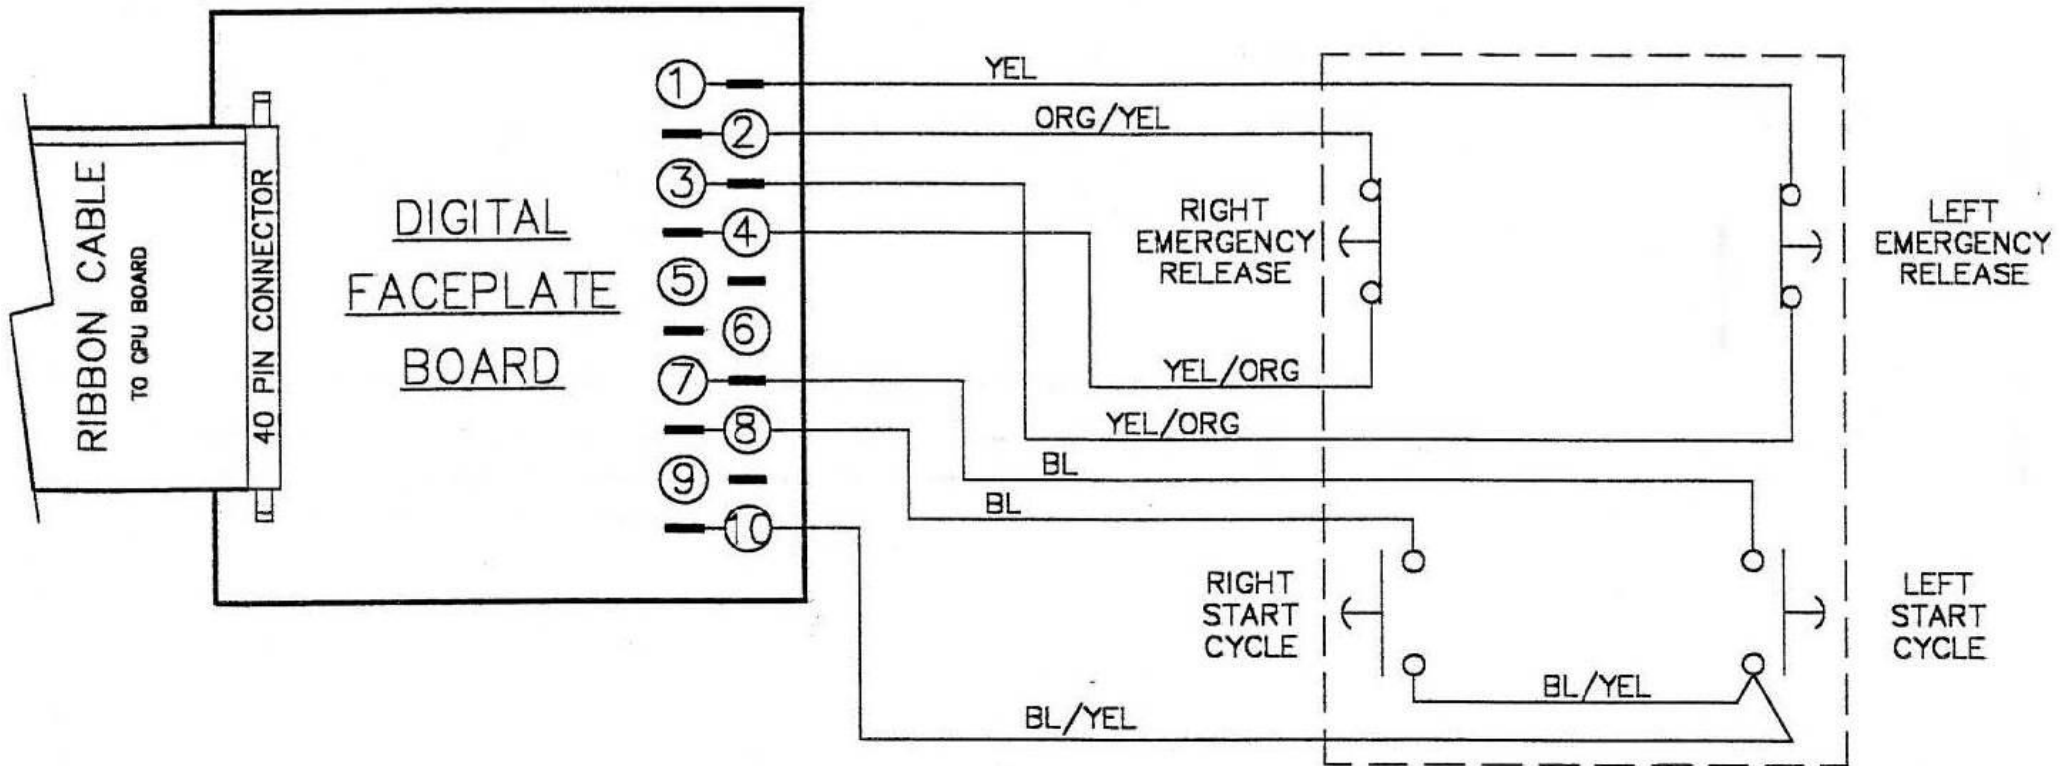 RIBBON CABLE
TO CPU BOARD
40 PIN CONNECTOR
DIGITAL
FACEPLATE
BOARD
1
2
3
4
5
6
7
8
9
10
YEL
ORG/YEL
YEL/ORG
YEL/ORG
BL
BL
BL/YEL
BL/YEL
RIGHT
EMERGENCY
RELEASE
LEFT
EMERGENCY
RELEASE
RIGHT
START
CYCLE
LEFT
START
CYCLE